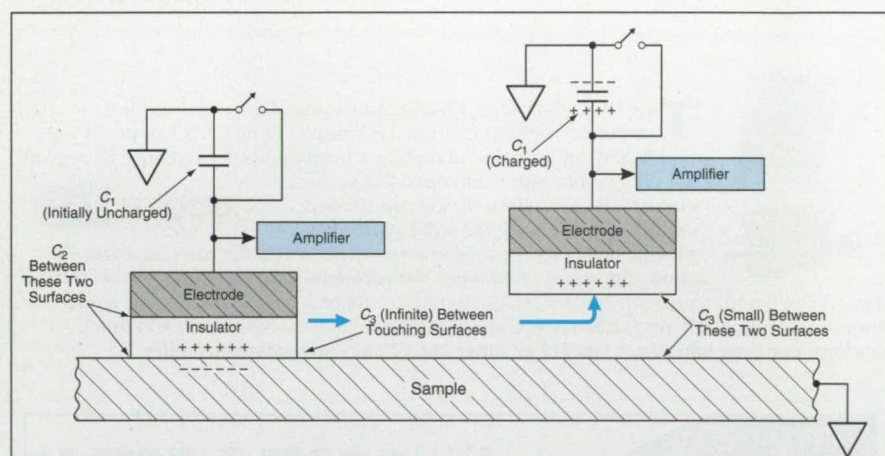 C1
(Initially Uncharged)
Amplifier
C2
Between
These Two
Surfaces
Electrode
Insulator
+ + + + + +
– – – – – –
C3 (Infinite) Between
Touching Surfaces
Sample
– – – – –
+ + + +
C1
(Charged)
Amplifier
Electrode
Insulator
+ + + + + +
C3 (Small) Between
These Two Surfaces